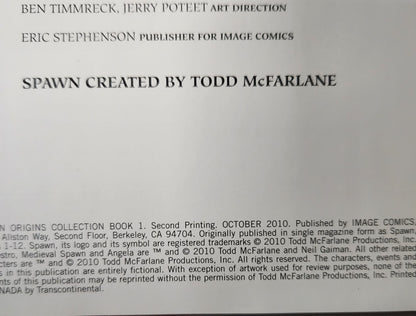 BEN TIMMRECK, JERRY POTEET ART DIRECTION
ERIC STEPHENSON PUBLISHER FOR IMAGE COMICS
SPAWN CREATED BY TODD McFARLANE
N ORIGINS COLLECTION BOOK 1. Second Printing. OCTOBER 2010. Published by IMAGE COMICS,
Allston Way, Second Floor, Berkeley, CA 94704. Originally published in single magazine form as Spawn,
1-12. Spawn, its logo and its symbol are registered trademarks © 2010 Todd McFarlane Productions, Inc.
stro, Medieval Spawn and Angela are ™ and © 2010 Todd McFarlane and Neil Gaiman. All other related
cters are ™ and © 2010 Todd McFarlane Productions, Inc. All rights reserved. The characters, events and
s in this publication are entirely fictional. With exception of artwork used for review purposes, none of the
nts of this publication may be reprinted without the permission of Todd McFarlane Productions, Inc. Printed
NADA by Transcontinental.